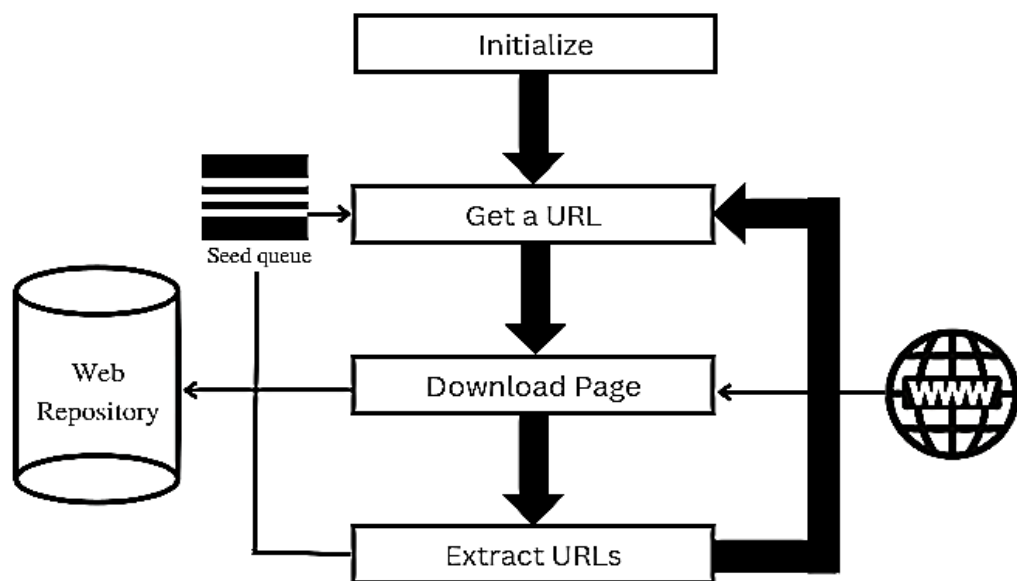 Initialize
Get a URL
Seed queue
Web
Repository
Download Page
WWW
Extract URLs